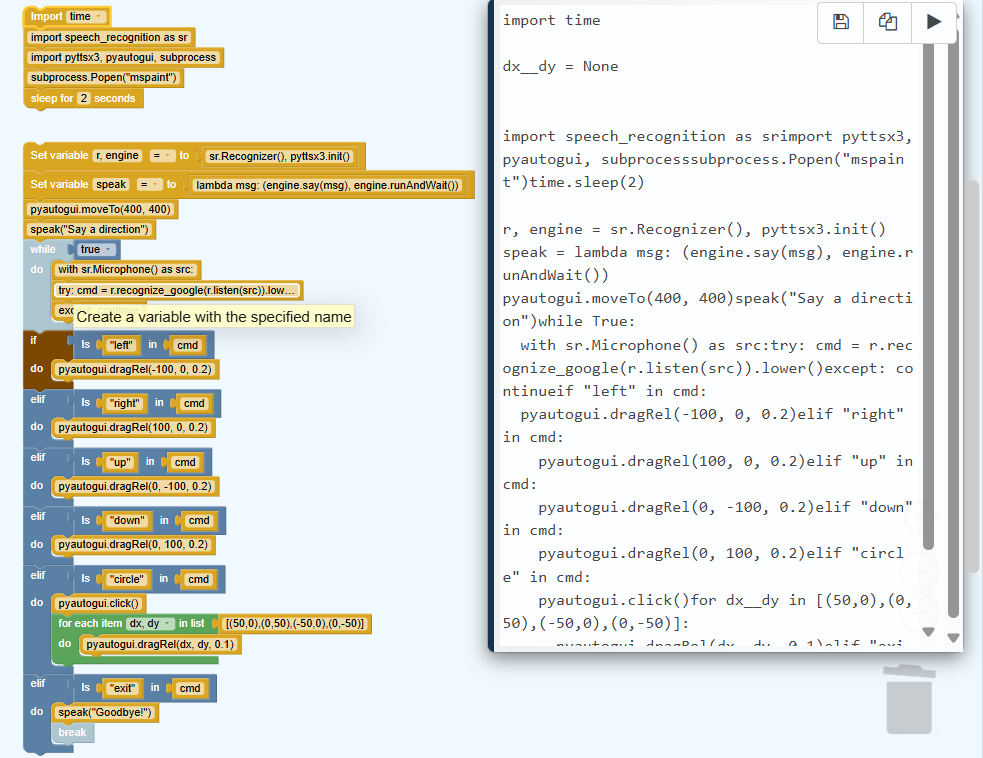 Import time
import speech_recognition as sr
import pyttsx3, pyautogui, subprocess
subprocess.Popen("mspaint")
sleep for 2 seconds
Set variable r, engine = to sr.Recognizer(), pyttsx3.init()
Set variable speak = to lambda msg: (engine.say(msg), engine.runAndWait())
pyautogui.moveTo(400, 400)
speak("Say a direction")
while true
do with sr.Microphone() as src:
try: cmd = r.recognize_google(r.listen(src)).low...
Create a variable with the specified name
if Is "left" in cmd
do pyautogui.dragRel(-100, 0, 0.2)
elif Is "right" in cmd
do pyautogui.dragRel(100, 0, 0.2)
elif Is "up" in cmd
do pyautogui.dragRel(0, -100, 0.2)
elif Is "down" in cmd
do pyautogui.dragRel(0, 100, 0.2)
elif Is "circle" in cmd
do pyautogui.click()
for each item dx, dy in list [(50,0),(0,50),(-50,0),(0,-50)]
do pyautogui.dragRel(dx, dy, 0.1)
elif Is "exit" in cmd
do speak("Goodbye!")
break
import time
dx__dy = None
import speech_recognition as srimport pyttsx3,
pyautogui, subprocesssubprocess.Popen("mspain
t")time.sleep(2)
r, engine = sr.Recognizer(), pyttsx3.init()
speak = lambda msg: (engine.say(msg), engine.r
unAndWait())
pyautogui.moveTo(400, 400)speak("Say a directi
on")while True:
with sr.Microphone() as src:try: cmd = r.rec
ognize_google(r.listen(src)).lower()except: co
ntinueif "left" in cmd:
pyautogui.dragRel(-100, 0, 0.2)elif "right"
in cmd:
pyautogui.dragRel(100, 0, 0.2)elif "up" in
cmd:
pyautogui.dragRel(0, -100, 0.2)elif "down"
in cmd:
pyautogui.dragRel(0, 100, 0.2)elif "circl
e" in cmd:
pyautogui.click()for dx__dy in [(50,0),(0,
50),(-50,0),(0,-50)]: